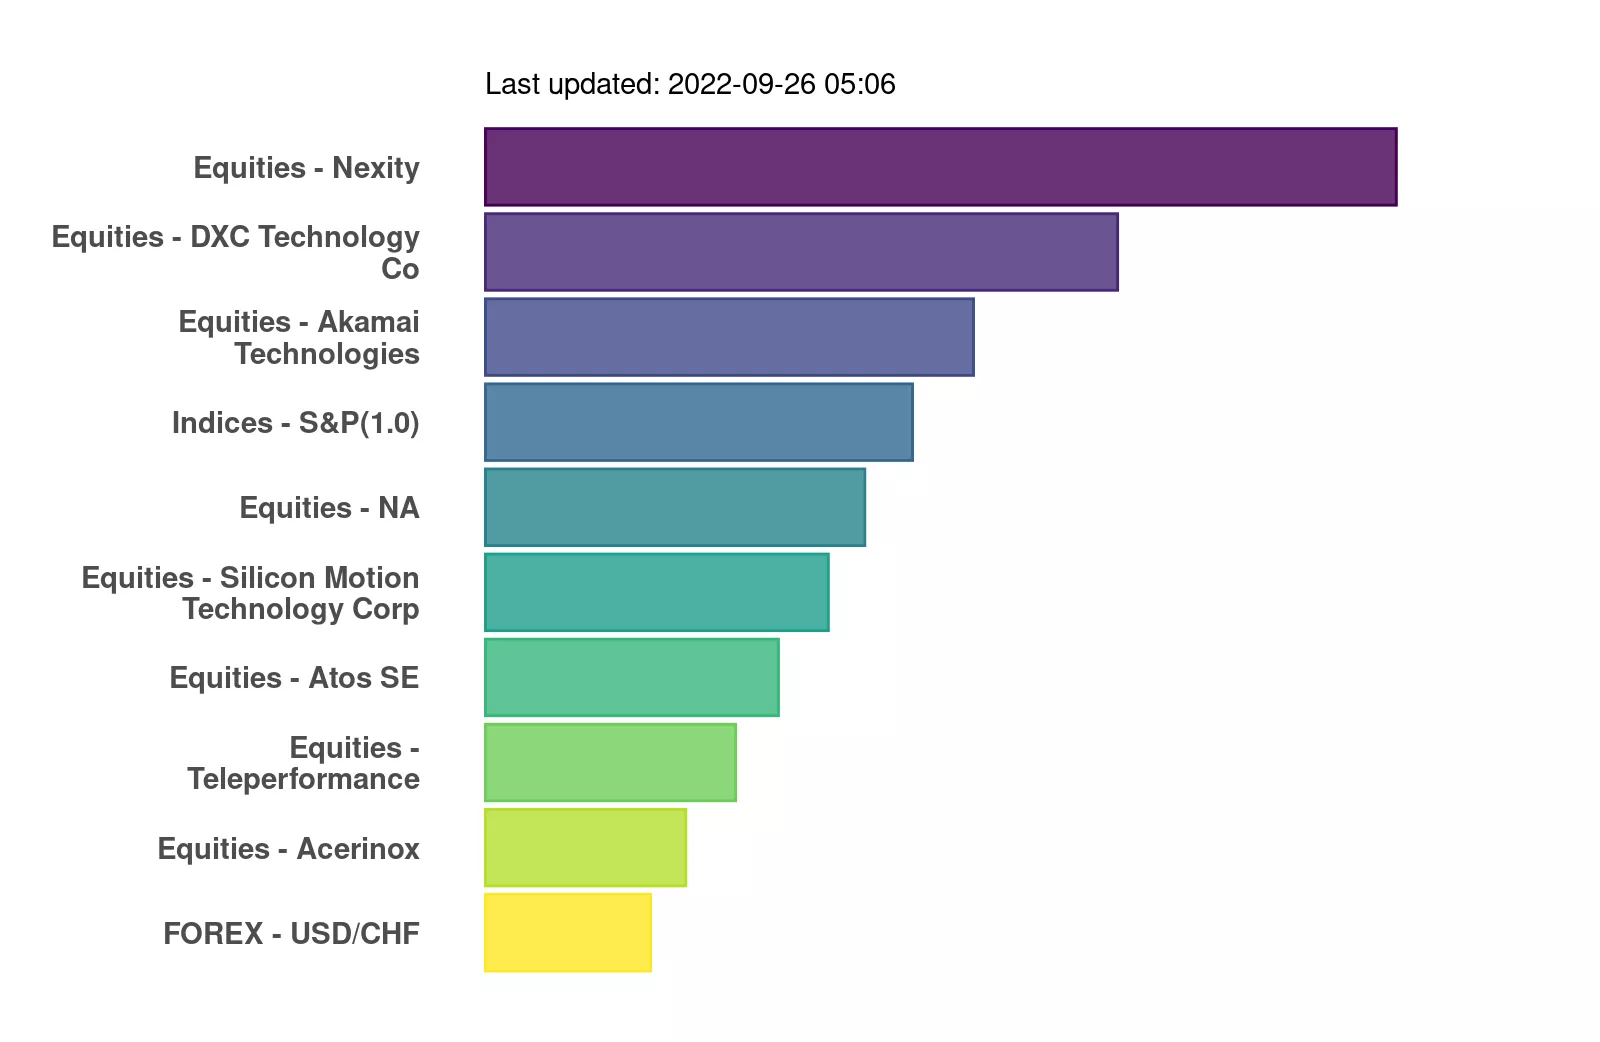 Last updated: 2022-09-26 05:06
Equities - Nexity
Equities - DXC Technology
Co
Equities - Akamai
Technologies
Indices - S&P(1.0)
Equities - NA
Equities - Silicon Motion
Technology Corp
Equities - Atos SE
Equities -
Teleperformance
Equities - Acerinox
FOREX - USD/CHF